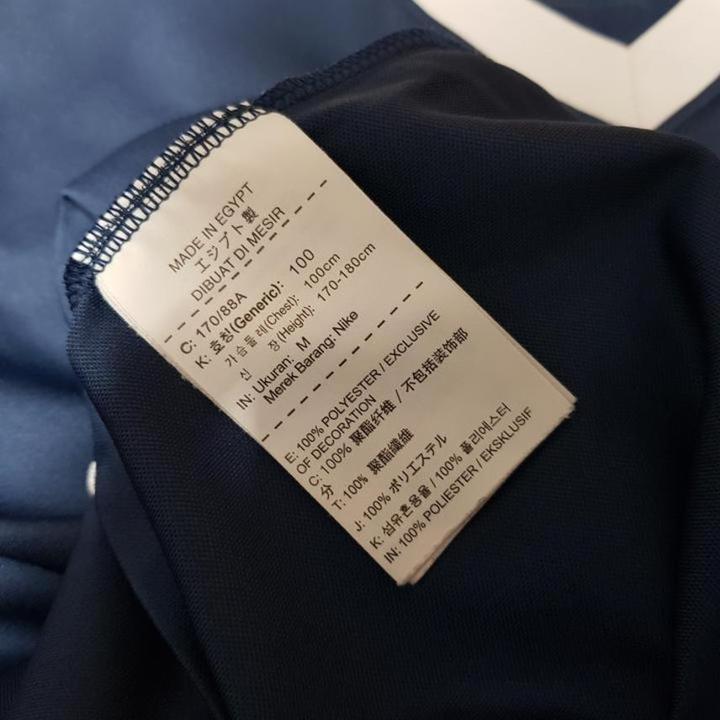 MADE IN EGYPT
エジプト製
DIBUAT DI MESIR
C: 170/88A
K: 호칭(Generic): 100
가슴둘레(Chest): 100cm
신 장(Height): 170-180cm
IN: Ukuran: M
Merek Barang: Nike
E: 100% POLYESTER / EXCLUSIVE
OF DECORATION
C: 100% 聚酯纤维 / 不包括装饰部
分
T: 100% 聚酯纖維
J: 100% ポリエステル
K: 섬유혼용율 / 100% 폴리에스터
IN: 100% POLIESTER / EKSKLUSIF